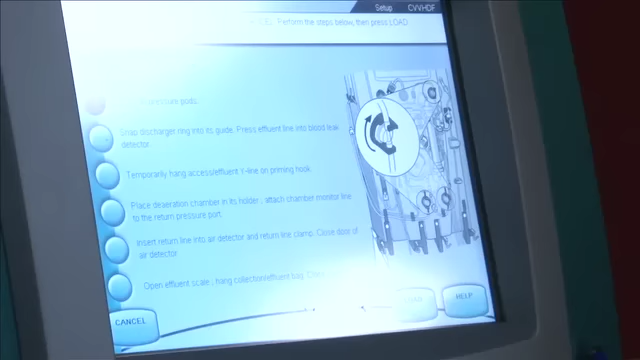 Setup CVVHDF
Perform the steps below, then press LOAD.
pods.
Snap discharger ring into its guide. Press effluent line into blood leak
detector.
Temporarily hang access/effluent Y-line on priming hook.
Place deaeration chamber in its holder; attach chamber monitor line
to the return pressure port.
Insert return line into air detector and return line clamp. Close door of
air detector.
Open effluent scale; hang collection/effluent bag.
CANCEL
HELP